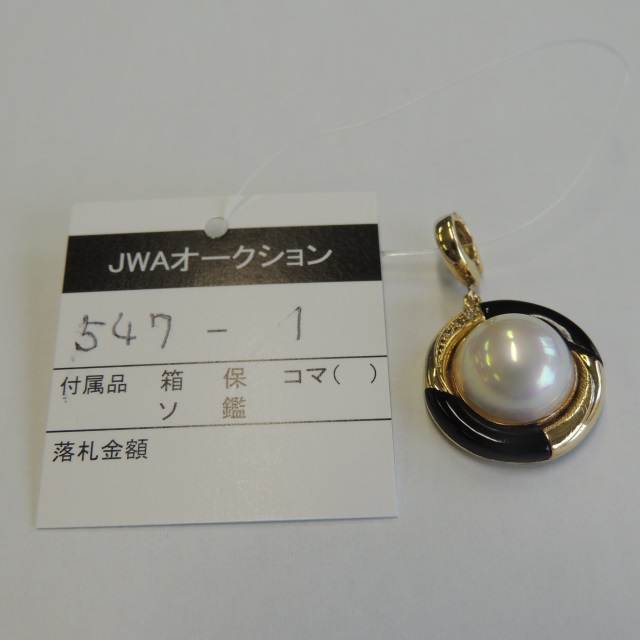 JWAオークション
547 - 1
付属品 箱 保 コマ( )
ソ 鑑
落札金額